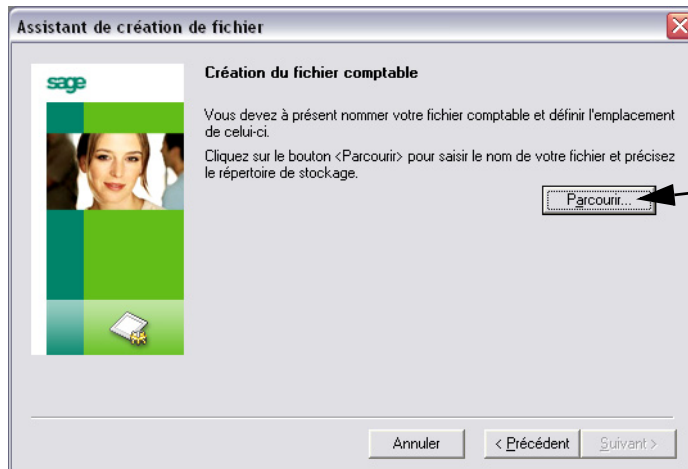 Assistant de création de fichier
sage
Création du fichier comptable
Vous devez à présent nommer votre fichier comptable et définir l'emplacement
de celui-ci.
Cliquez sur le bouton <Parcourir> pour saisir le nom de votre fichier et précisez
le répertoire de stockage.
Parcourir...
Annuler
< Précédent
Suivant >